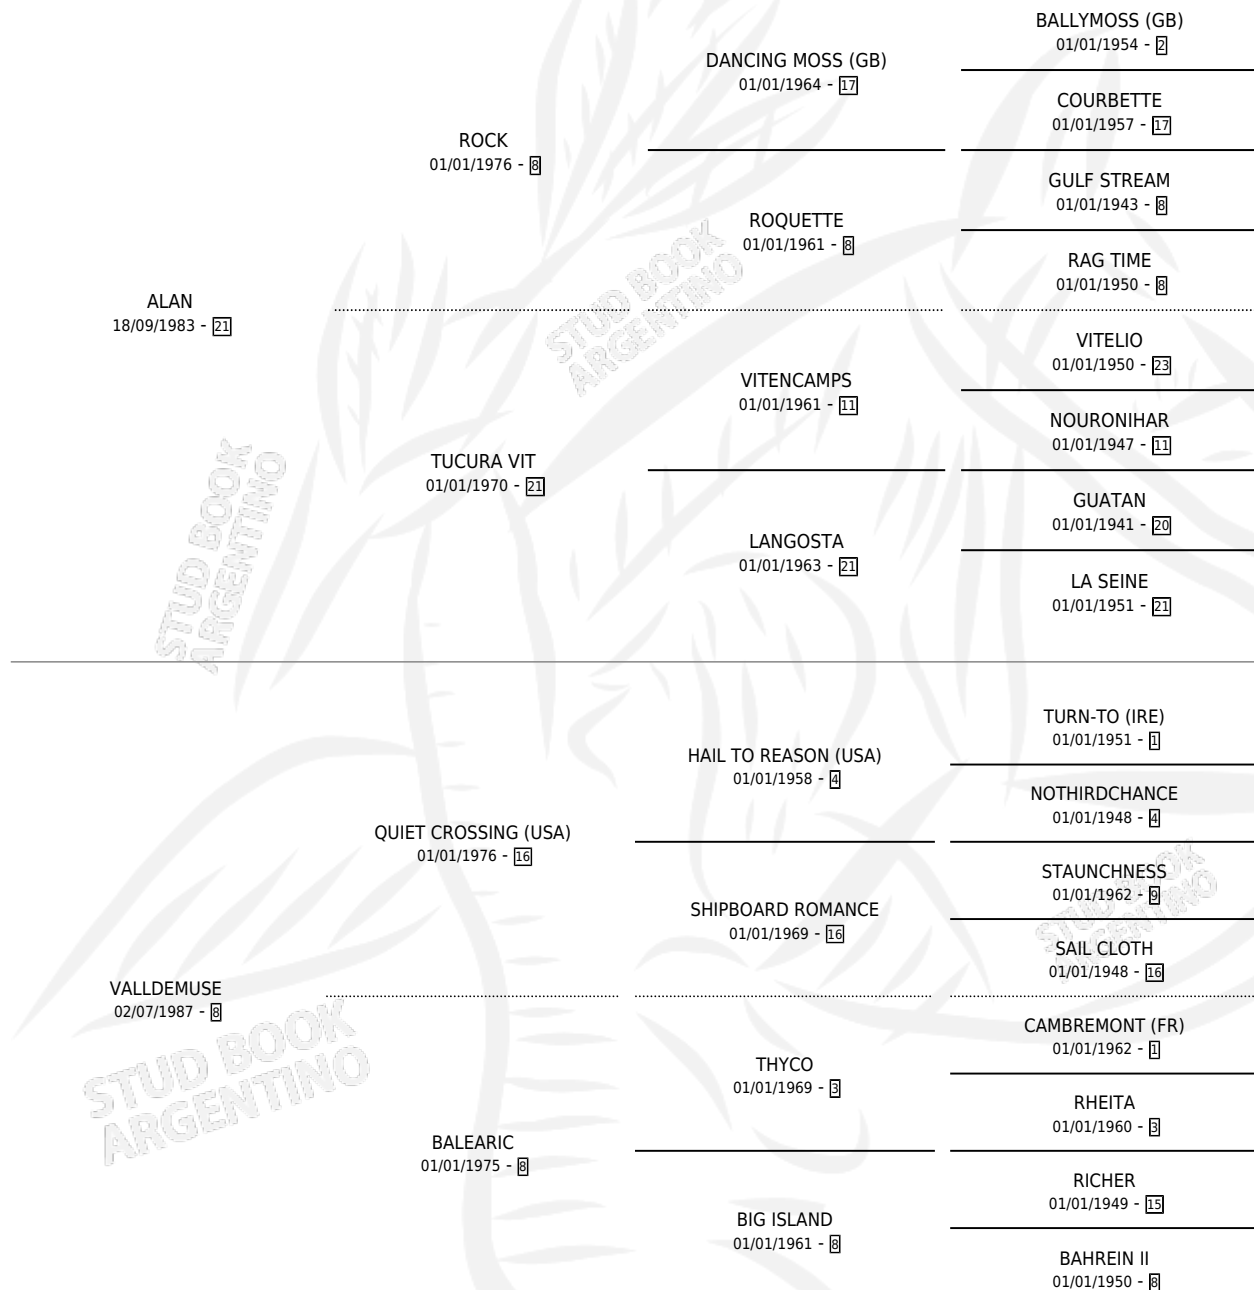 BALLYMOSS (GB)
01/01/1954 - 2
DANCING MOSS (GB)
01/01/1964 - 17
COURBETTE
01/01/1957 - 17
ROCK
01/01/1976 - 8
GULF STREAM
01/01/1943 - 8
ROQUETTE
01/01/1961 - 8
RAG TIME
01/01/1950 - 8
ALAN
18/09/1983 - 21
VITELIO
01/01/1950 - 23
VITENCAMPS
01/01/1961 - 11
NOURONIHAR
01/01/1947 - 11
TUCURA VIT
01/01/1970 - 21
GUATAN
01/01/1941 - 20
LANGOSTA
01/01/1963 - 21
LA SEINE
01/01/1951 - 21
TURN-TO (IRE)
01/01/1951 - 1
HAIL TO REASON (USA)
01/01/1958 - 4
NOTHIRDCHANCE
01/01/1948 - 4
QUIET CROSSING (USA)
01/01/1976 - 16
STAUNCHNESS
01/01/1962 - 9
SHIPBOARD ROMANCE
01/01/1969 - 16
SAIL CLOTH
01/01/1948 - 16
VALLDEMUSE
02/07/1987 - 8
CAMBREMONT (FR)
01/01/1962 - 1
THYCO
01/01/1969 - 3
RHEITA
01/01/1960 - 3
BALEARIC
01/01/1975 - 8
RICHER
01/01/1949 - 15
BIG ISLAND
01/01/1961 - 8
BAHREIN II
01/01/1950 - 8
STUD BOOK
ARGENTINO
STUD BOOK
ARGENTINO
STUD BOOK
ARGENTINO
STUD BOOK
ARGENTINO